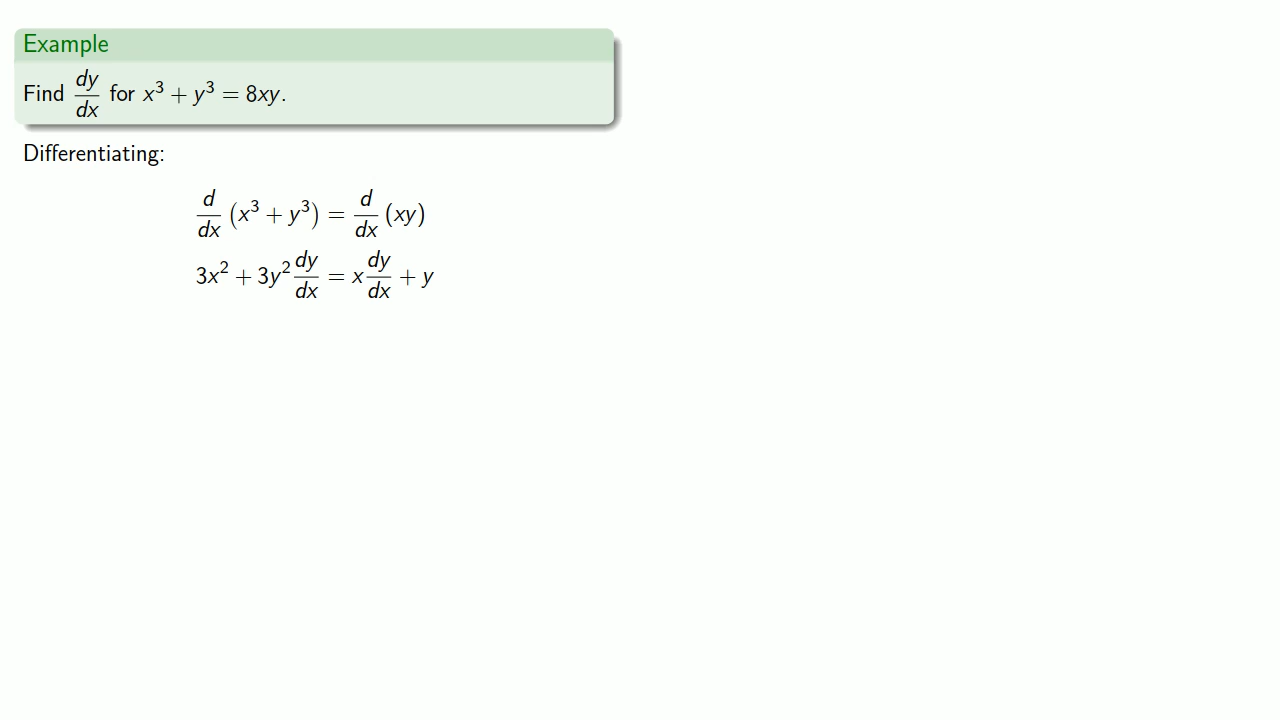 Example
Find dy/dx for x³ + y³ = 8xy.
Differentiating:
d/dx (x³ + y³) = d/dx (xy)
3x² + 3y² dy/dx = x dy/dx + y